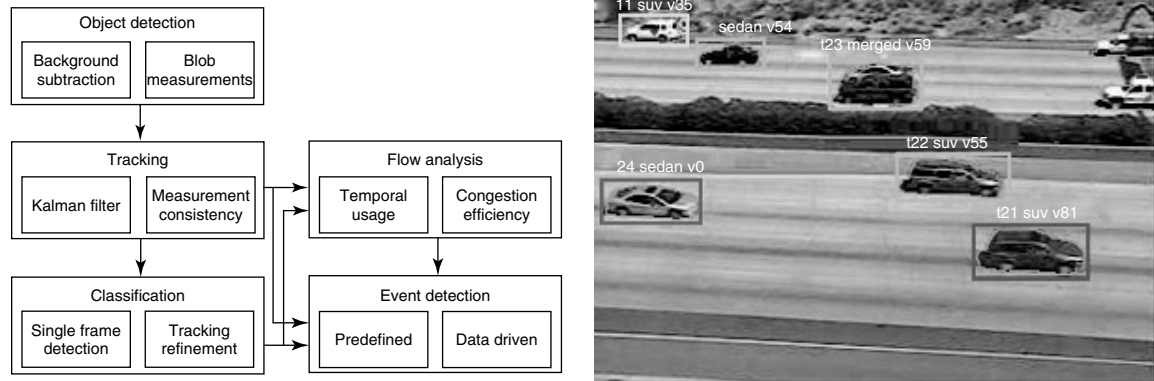 Object detection
Background
subtraction
Blob
measurements
Tracking
Kalman filter
Measurement
consistency
Classification
Single frame
detection
Tracking
refinement
Flow analysis
Temporal
usage
Congestion
efficiency
Event detection
Predefined
Data driven
11 suv v35
sedan v54
t23 merged v59
t22 suv v55
24 sedan v0
t21 suv v81